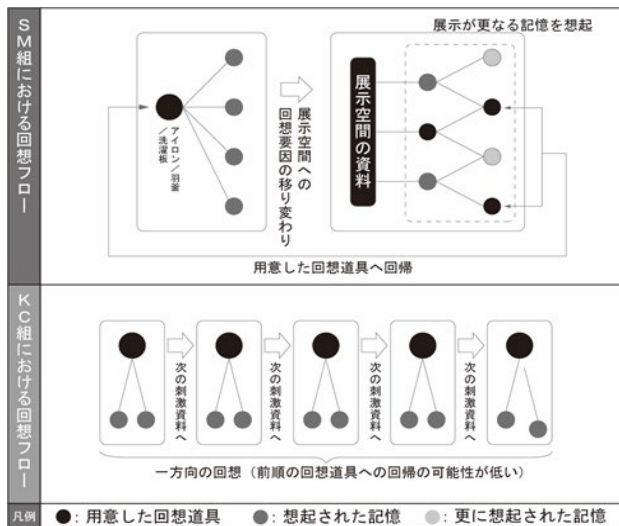 SM組における回想フロー
展示が更なる記憶を想起
アイロン/羽釜
/洗濯板
展示空間への
回想要因の移り変わり
展示空間の資料
用意した回想道具へ回帰
KC組における回想フロー
次の刺激資料へ
次の刺激資料へ
次の刺激資料へ
次の刺激資料へ
一方向の回想（前順の回想道具への回帰の可能性が低い）
凡例
：用意した回想道具
：想起された記憶
：更に想起された記憶